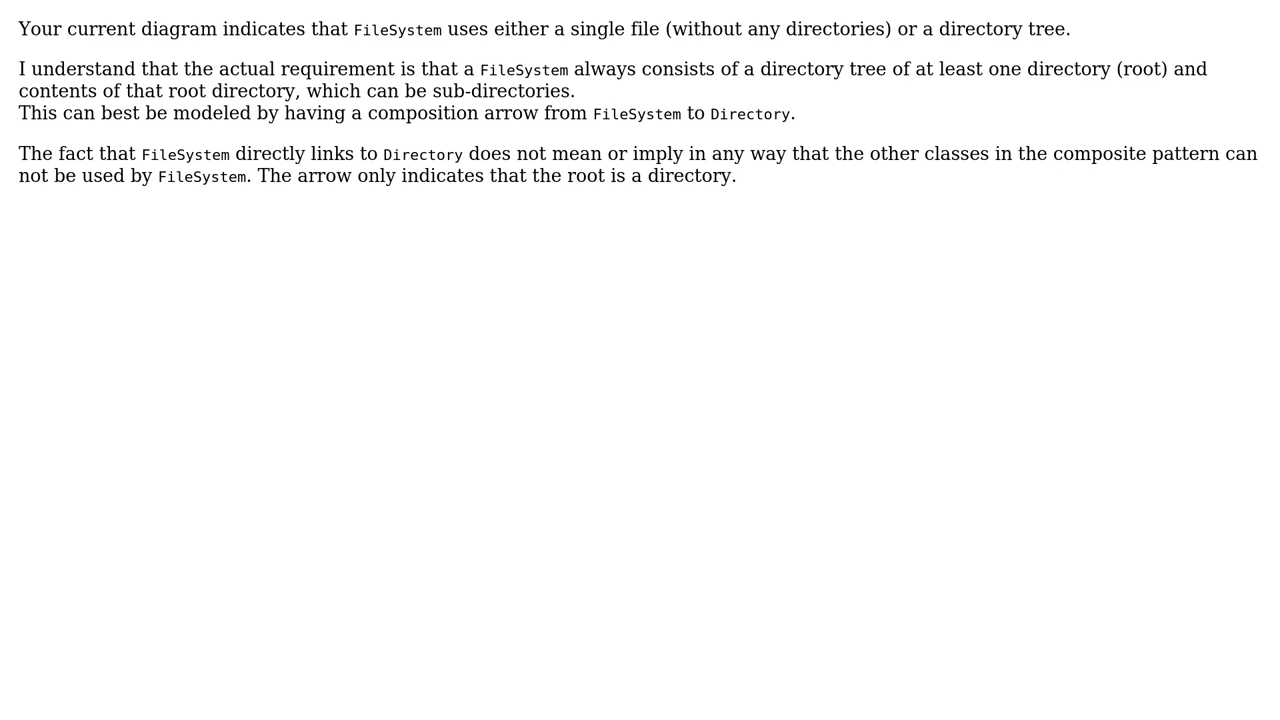 Your current diagram indicates that FileSystem uses either a single file (without any directories) or a directory tree.
I understand that the actual requirement is that a FileSystem always consists of a directory tree of at least one directory (root) and
contents of that root directory, which can be sub-directories.
This can best be modeled by having a composition arrow from FileSystem to Directory.
The fact that FileSystem directly links to Directory does not mean or imply in any way that the other classes in the composite pattern can
not be used by FileSystem. The arrow only indicates that the root is a directory.